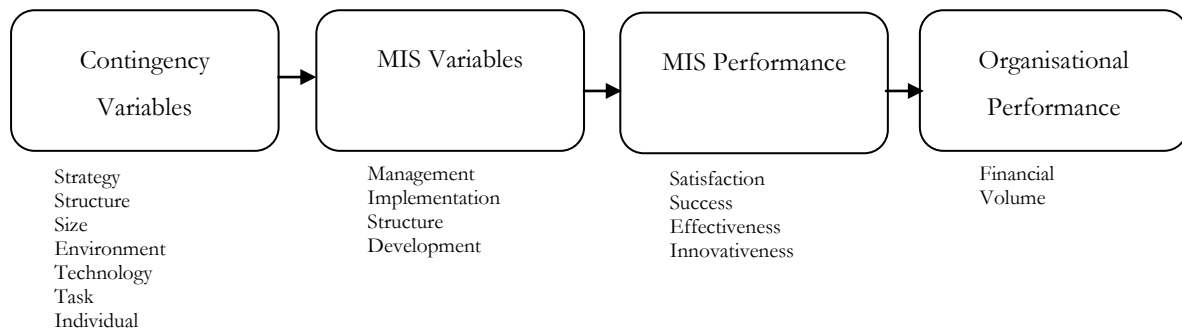 Contingency
Variables
MIS Variables
MIS Performance
Organisational
Performance
Strategy
Structure
Size
Environment
Technology
Task
Individual
Management
Implementation
Structure
Development
Satisfaction
Success
Effectiveness
Innovativeness
Financial
Volume